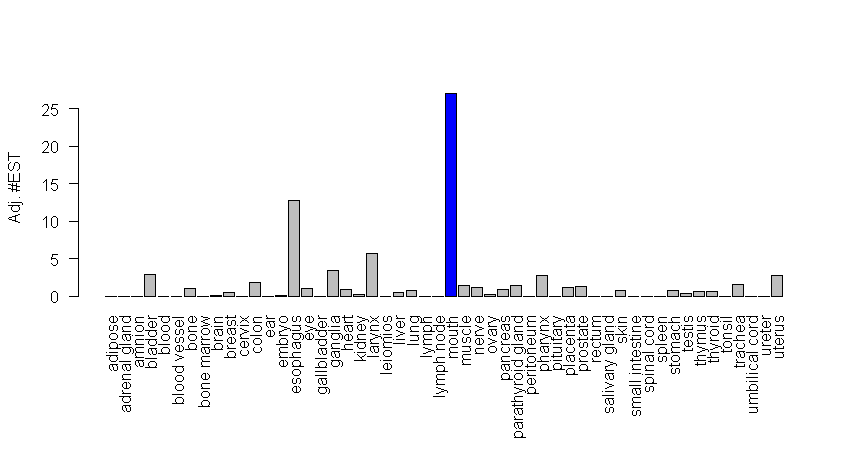 Adj. #EST
25
20
15
10
5
0
adipose
adrenal gland
amnion
bladder
blood
blood vessel
bone
bone marrow
brain
breast
cervix
colon
ear
embryo
esophagus
eye
gallbladder
ganglia
heart
kidney
larynx
leiomios
liver
lung
lymph
lymph node
mouth
muscle
nerve
ovary
pancreas
parathyroid gland
peritoneum
pharynx
pituitary
placenta
prostate
rectum
salivary gland
skin
small intestine
spinal cord
spleen
stomach
testis
thymus
thyroid
tonsil
trachea
umbilical cord
ureter
uterus